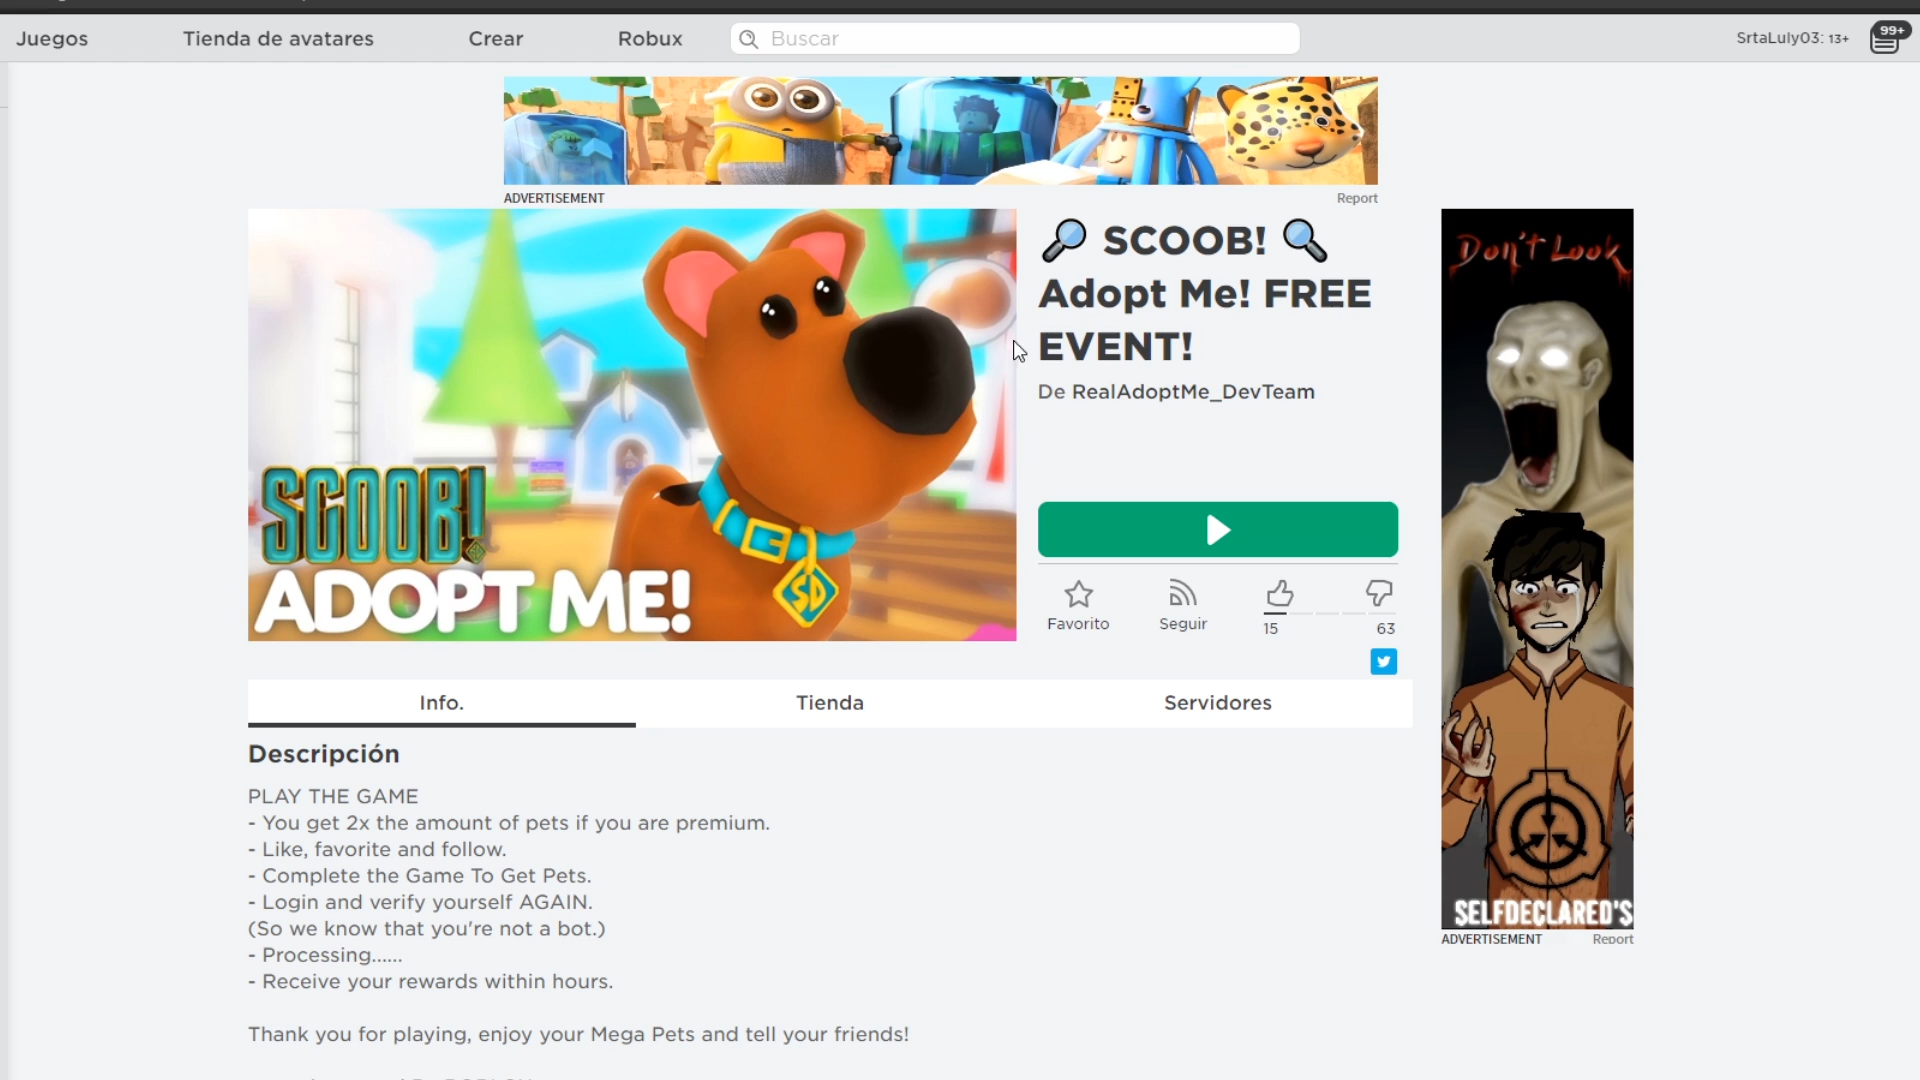 Juegos
Tienda de avatares
Crear
Robux
Buscar
SrtaLuly03: 13+
99+
ADVERTISEMENT
Report
SCOOB!
ADOPT ME!
SD
🔎 SCOOB! 🔍
Adopt Me! FREE
EVENT!
De RealAdoptMe_DevTeam
Favorito
Seguir
15
63
Don't Look
SELFDECLARED'S
ADVERTISEMENT
Report
Info.
Tienda
Servidores
Descripción
PLAY THE GAME
- You get 2x the amount of pets if you are premium.
- Like, favorite and follow.
- Complete the Game To Get Pets.
- Login and verify yourself AGAIN.
(So we know that you're not a bot.)
- Processing......
- Receive your rewards within hours.
Thank you for playing, enjoy your Mega Pets and tell your friends!